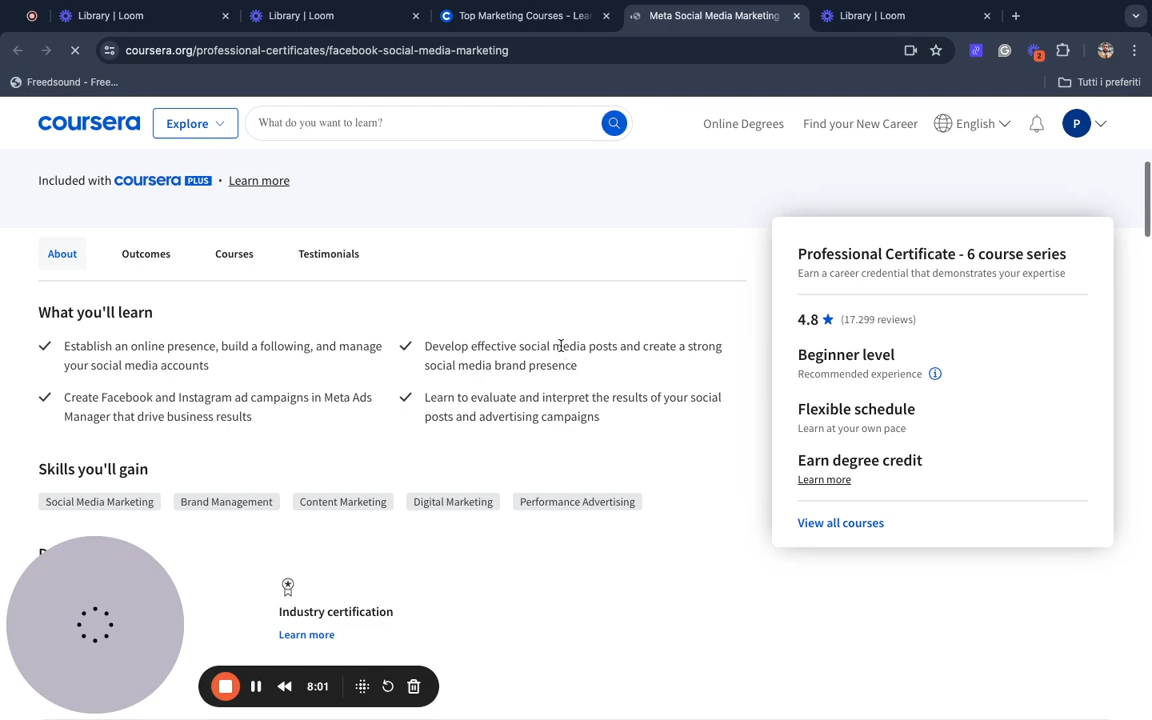 Library | Loom
Library | Loom
Top Marketing Courses - Lea
Meta Social Media Marketing
Library | Loom
coursera.org/professional-certificates/facebook-social-media-marketing
2
Freedsound - Free...
Tutti i preferiti
coursera
Explore
What do you want to learn?
Online Degrees
Find your New Career
English
P
Included with coursera PLUS • Learn more
About
Outcomes
Courses
Testimonials
What you'll learn
Establish an online presence, build a following, and manage
your social media accounts
Develop effective social media posts and create a strong
social media brand presence
Create Facebook and Instagram ad campaigns in Meta Ads
Manager that drive business results
Learn to evaluate and interpret the results of your social
posts and advertising campaigns
Skills you'll gain
Social Media Marketing
Brand Management
Content Marketing
Digital Marketing
Performance Advertising
Industry certification
Learn more
Professional Certificate - 6 course series
Earn a career credential that demonstrates your expertise
4.8 ★ (17.299 reviews)
Beginner level
Recommended experience
Flexible schedule
Learn at your own pace
Earn degree credit
Learn more
View all courses
8:01